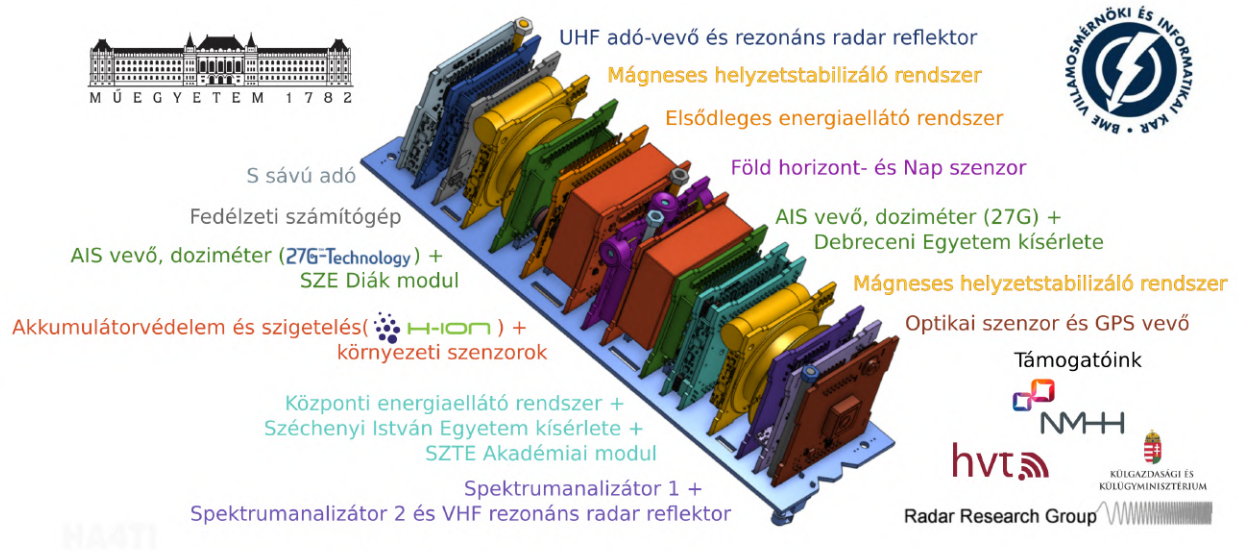 MŰEGYETEM 1782
BME VILLAMOSMÉRNÖKI ÉS INFORMATIKAI KAR
UHF adó-vevő és rezonáns radar reflektor
Mágneses helyzetstabilizáló rendszer
Elsődleges energiaellátó rendszer
Föld horizont- és Nap szenzor
AIS vevő, doziméter (27G) +
Debreceni Egyetem kísérlete
Mágneses helyzetstabilizáló rendszer
Optikai szenzor és GPS vevő
S sávú adó
Fedélzeti számítógép
AIS vevő, doziméter (27G-Technology) +
SZE Diák modul
Akkumulátorvédelem és szigetelés( H-ION ) +
környezeti szenzorok
Központi energiaellátó rendszer +
Széchenyi István Egyetem kísérlete +
SZTE Akadémiai modul
Spektrumanalizátor 1 +
Spektrumanalizátor 2 és VHF rezonáns radar reflektor
Támogatóink
NMHH
hvt
KÜLGAZDASÁGI ÉS
KÜLÜGYMINISZTÉRIUM
Radar Research Group
HA4TI